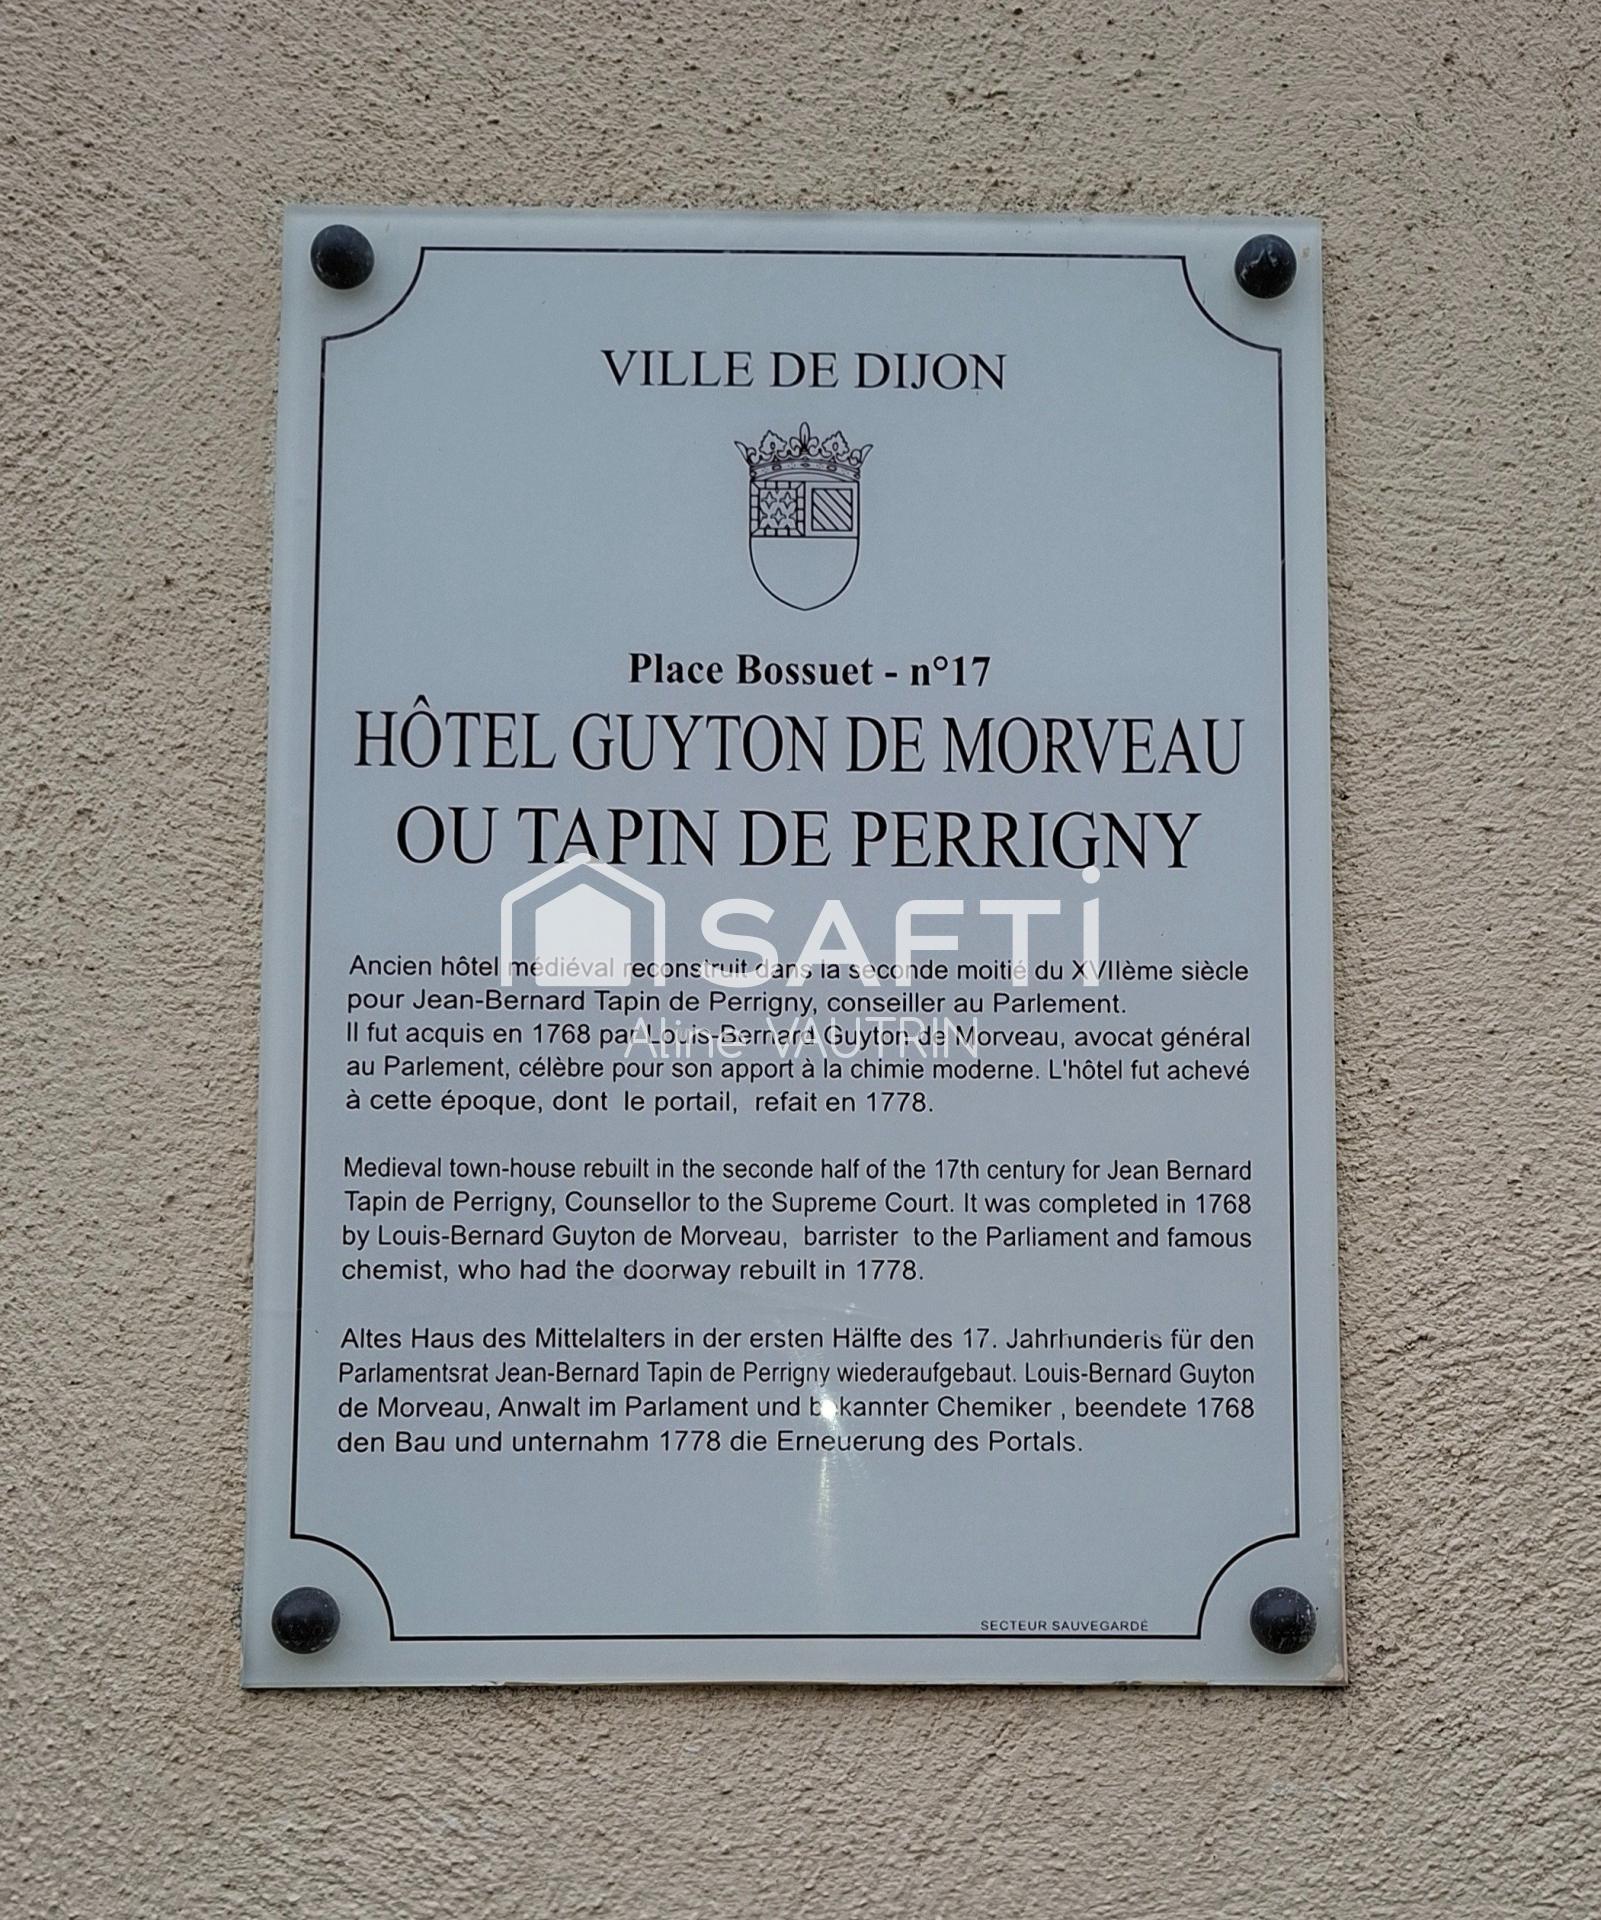 VILLE DE DIJON
Place Bossuet - n°17
HÔTEL GUYTON DE MORVEAU
OU TAPIN DE PERRIGNY
SAFTI
Ancien hôtel médiéval reconstruit dans la seconde moitié du XVIIème siècle
pour Jean-Bernard Tapin de Perrigny, conseiller au Parlement.
Il fut acquis en 1768 par Louis-Bernard Guyton de Morveau, avocat général
Aline VAUTRIN
au Parlement, célèbre pour son apport à la chimie moderne. L'hôtel fut achevé
à cette époque, dont le portail, refait en 1778.
Medieval town-house rebuilt in the seconde half of the 17th century for Jean Bernard
Tapin de Perrigny, Counsellor to the Supreme Court. It was completed in 1768
by Louis-Bernard Guyton de Morveau, barrister to the Parliament and famous
chemist, who had the doorway rebuilt in 1778.
Altes Haus des Mittelalters in der ersten Hälfte des 17. Jahrhunderts für den
Parlamentsrat Jean-Bernard Tapin de Perrigny wiederaufgebaut. Louis-Bernard Guyton
de Morveau, Anwalt im Parlament und bekannter Chemiker , beendete 1768
den Bau und unternahm 1778 die Erneuerung des Portals.
SECTEUR SAUVEGARDÉ